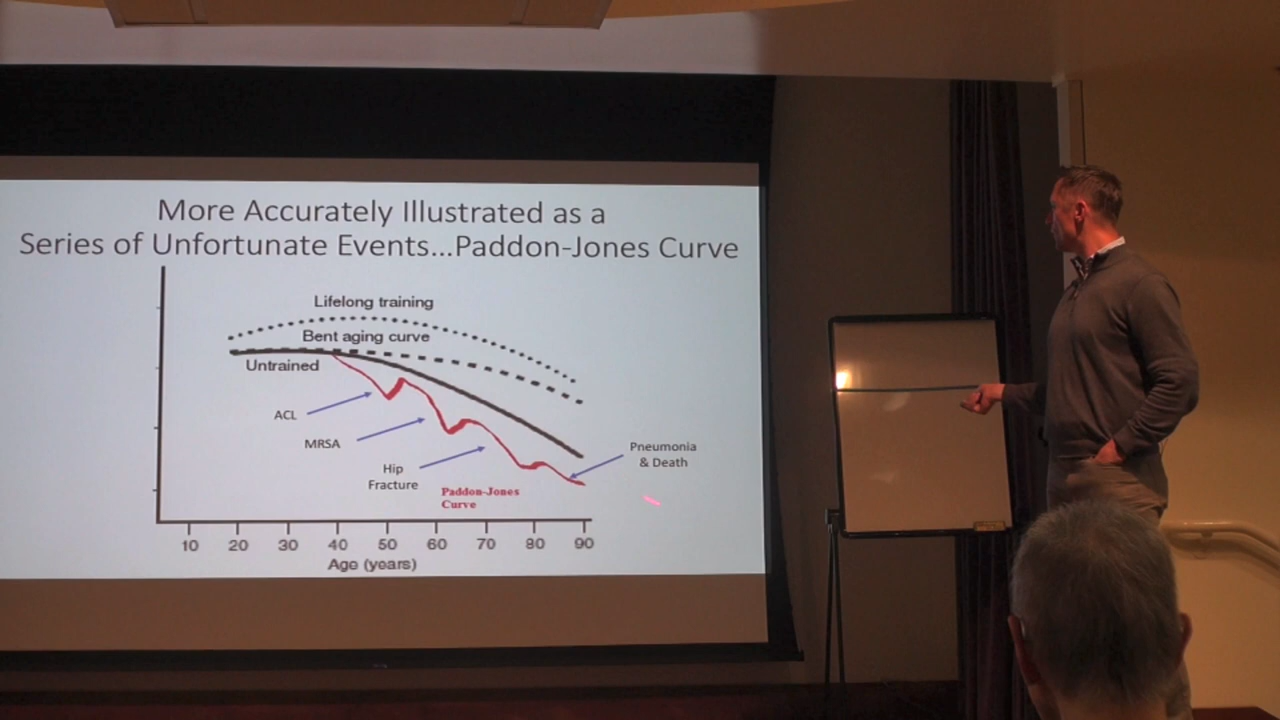 More Accurately Illustrated as a
Series of Unfortunate Events...Paddon-Jones Curve
Lifelong training
Bent aging curve
Untrained
ACL
MRSA
Hip
Fracture
Pneumonia
& Death
Paddon-Jones
Curve
10 20 30 40 50 60 70 80 90
Age (years)